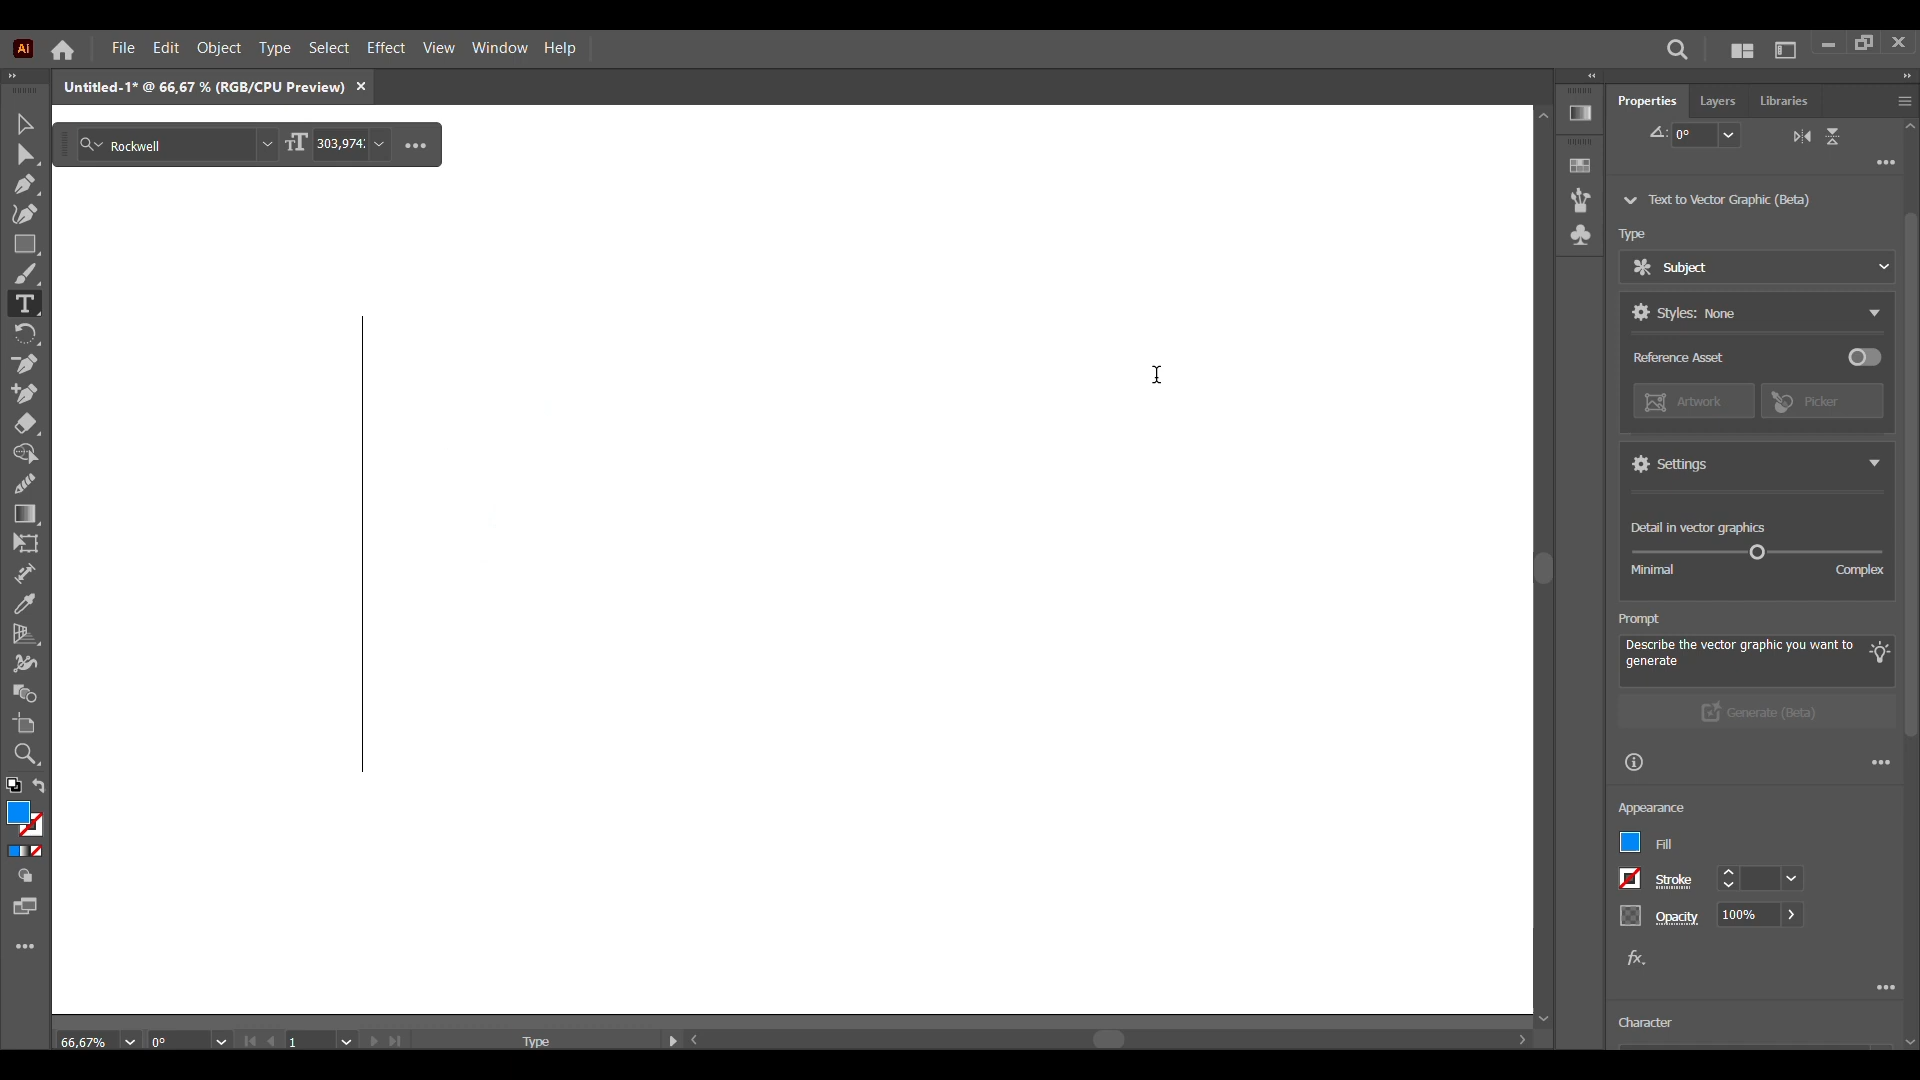 Ai
File Edit Object Type Select Effect View Window Help
Untitled-1* @ 66,67 % (RGB/CPU Preview)
Rockwell
303,974
Properties Layers Libraries
0°
Text to Vector Graphic (Beta)
Type
Subject
Styles: None
Reference Asset
Artwork Picker
Settings
Detail in vector graphics
Minimal Complex
Prompt
Describe the vector graphic you want to
generate
Generate (Beta)
Appearance
Fill
Stroke
Opacity 100%
fx.
Character
66,67% 0° 1 Type